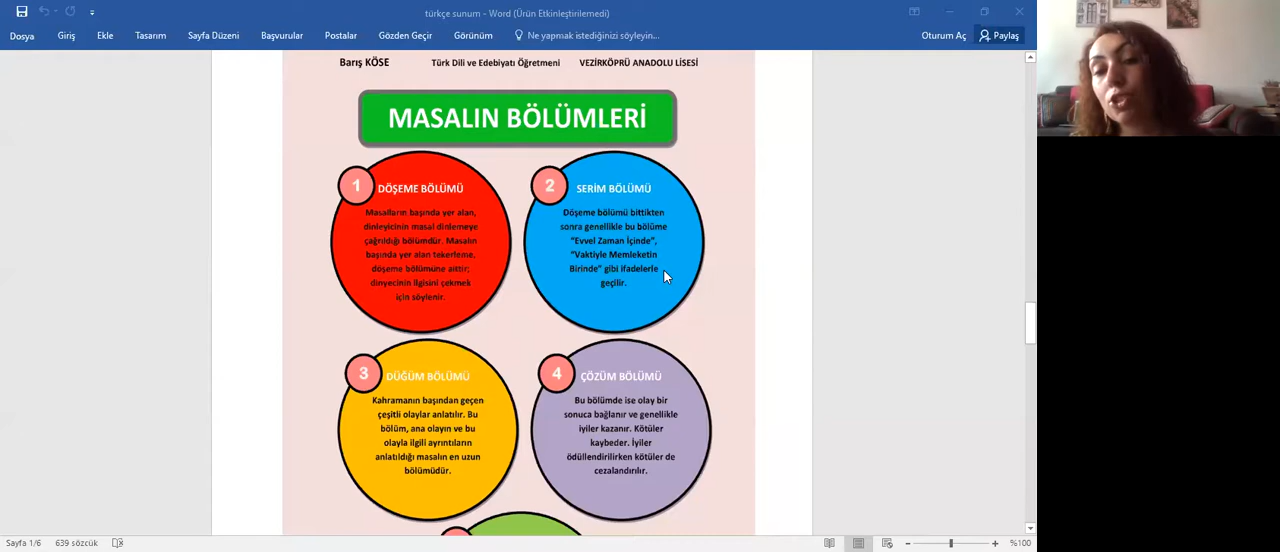 türkçe sunum - Word (Ürün Etkinleştirilemedi)
Dosya Giriş Ekle Tasarım Sayfa Düzeni Başvurular Postalar Gözden Geçir Görünüm Ne yapmak istediğinizi söyleyin... Oturum Aç Paylaş
Barış KÖSE Türk Dili ve Edebiyatı Öğretmeni VEZİRKÖPRÜ ANADOLU LİSESİ
MASALIN BÖLÜMLERİ
1
DÖŞEME BÖLÜMÜ
Masalların başında yer alan,
dinleyicinin masal dinlemeye
çağrıldığı bölümdür. Masalın
başında yer alan tekerleme,
döşeme bölümüne aittir;
dinyecinin ilgisini çekmek
için söylenir.
2
SERİM BÖLÜMÜ
Döşeme bölümü bittikten
sonra genellikle bu bölüme
"Evvel Zaman İçinde",
"Vaktiyle Memleketin
Birinde" gibi ifadelerle
geçilir.
3
DÜĞÜM BÖLÜMÜ
Kahramanın başından geçen
çeşitli olaylar anlatılır. Bu
bölüm, ana olayın ve bu
olayla ilgili ayrıntıların
anlatıldığı masalın en uzun
bölümüdür.
4
ÇÖZÜM BÖLÜMÜ
Bu bölümde ise olay bir
sonuca bağlanır ve genellikle
iyiler kazanır. Kötüler
kaybeder. İyiler
ödüllendirilirken kötüler de
cezalandırılır.
Sayfa 1/6 639 sözcük %100